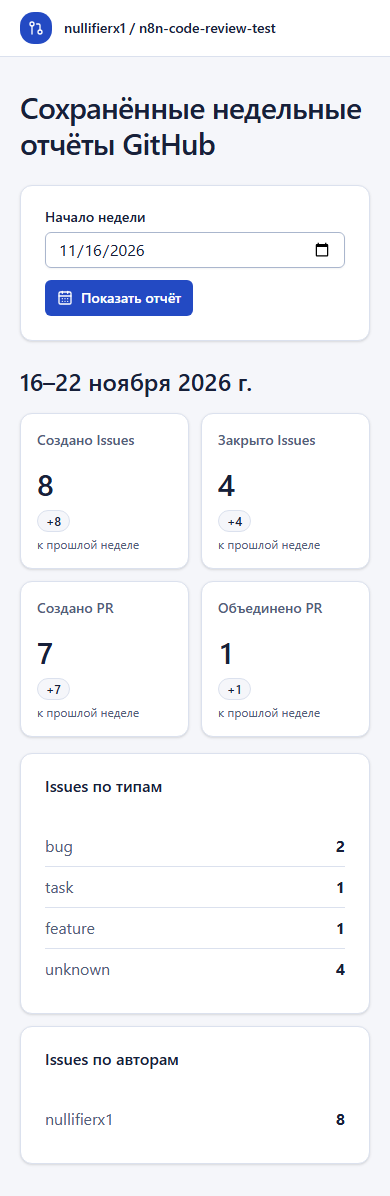 nullifierx1 / n8n-code-review-test
Сохранённые недельные
отчёты GitHub
Начало недели
11/16/2026
Показать отчёт
16–22 ноября 2026 г.
Создано Issues
8
+8
к прошлой неделе
Закрыто Issues
4
+4
к прошлой неделе
Создано PR
7
+7
к прошлой неделе
Объединено PR
1
+1
к прошлой неделе
Issues по типам
bug 2
task 1
feature 1
unknown 4
Issues по авторам
nullifierx1 8